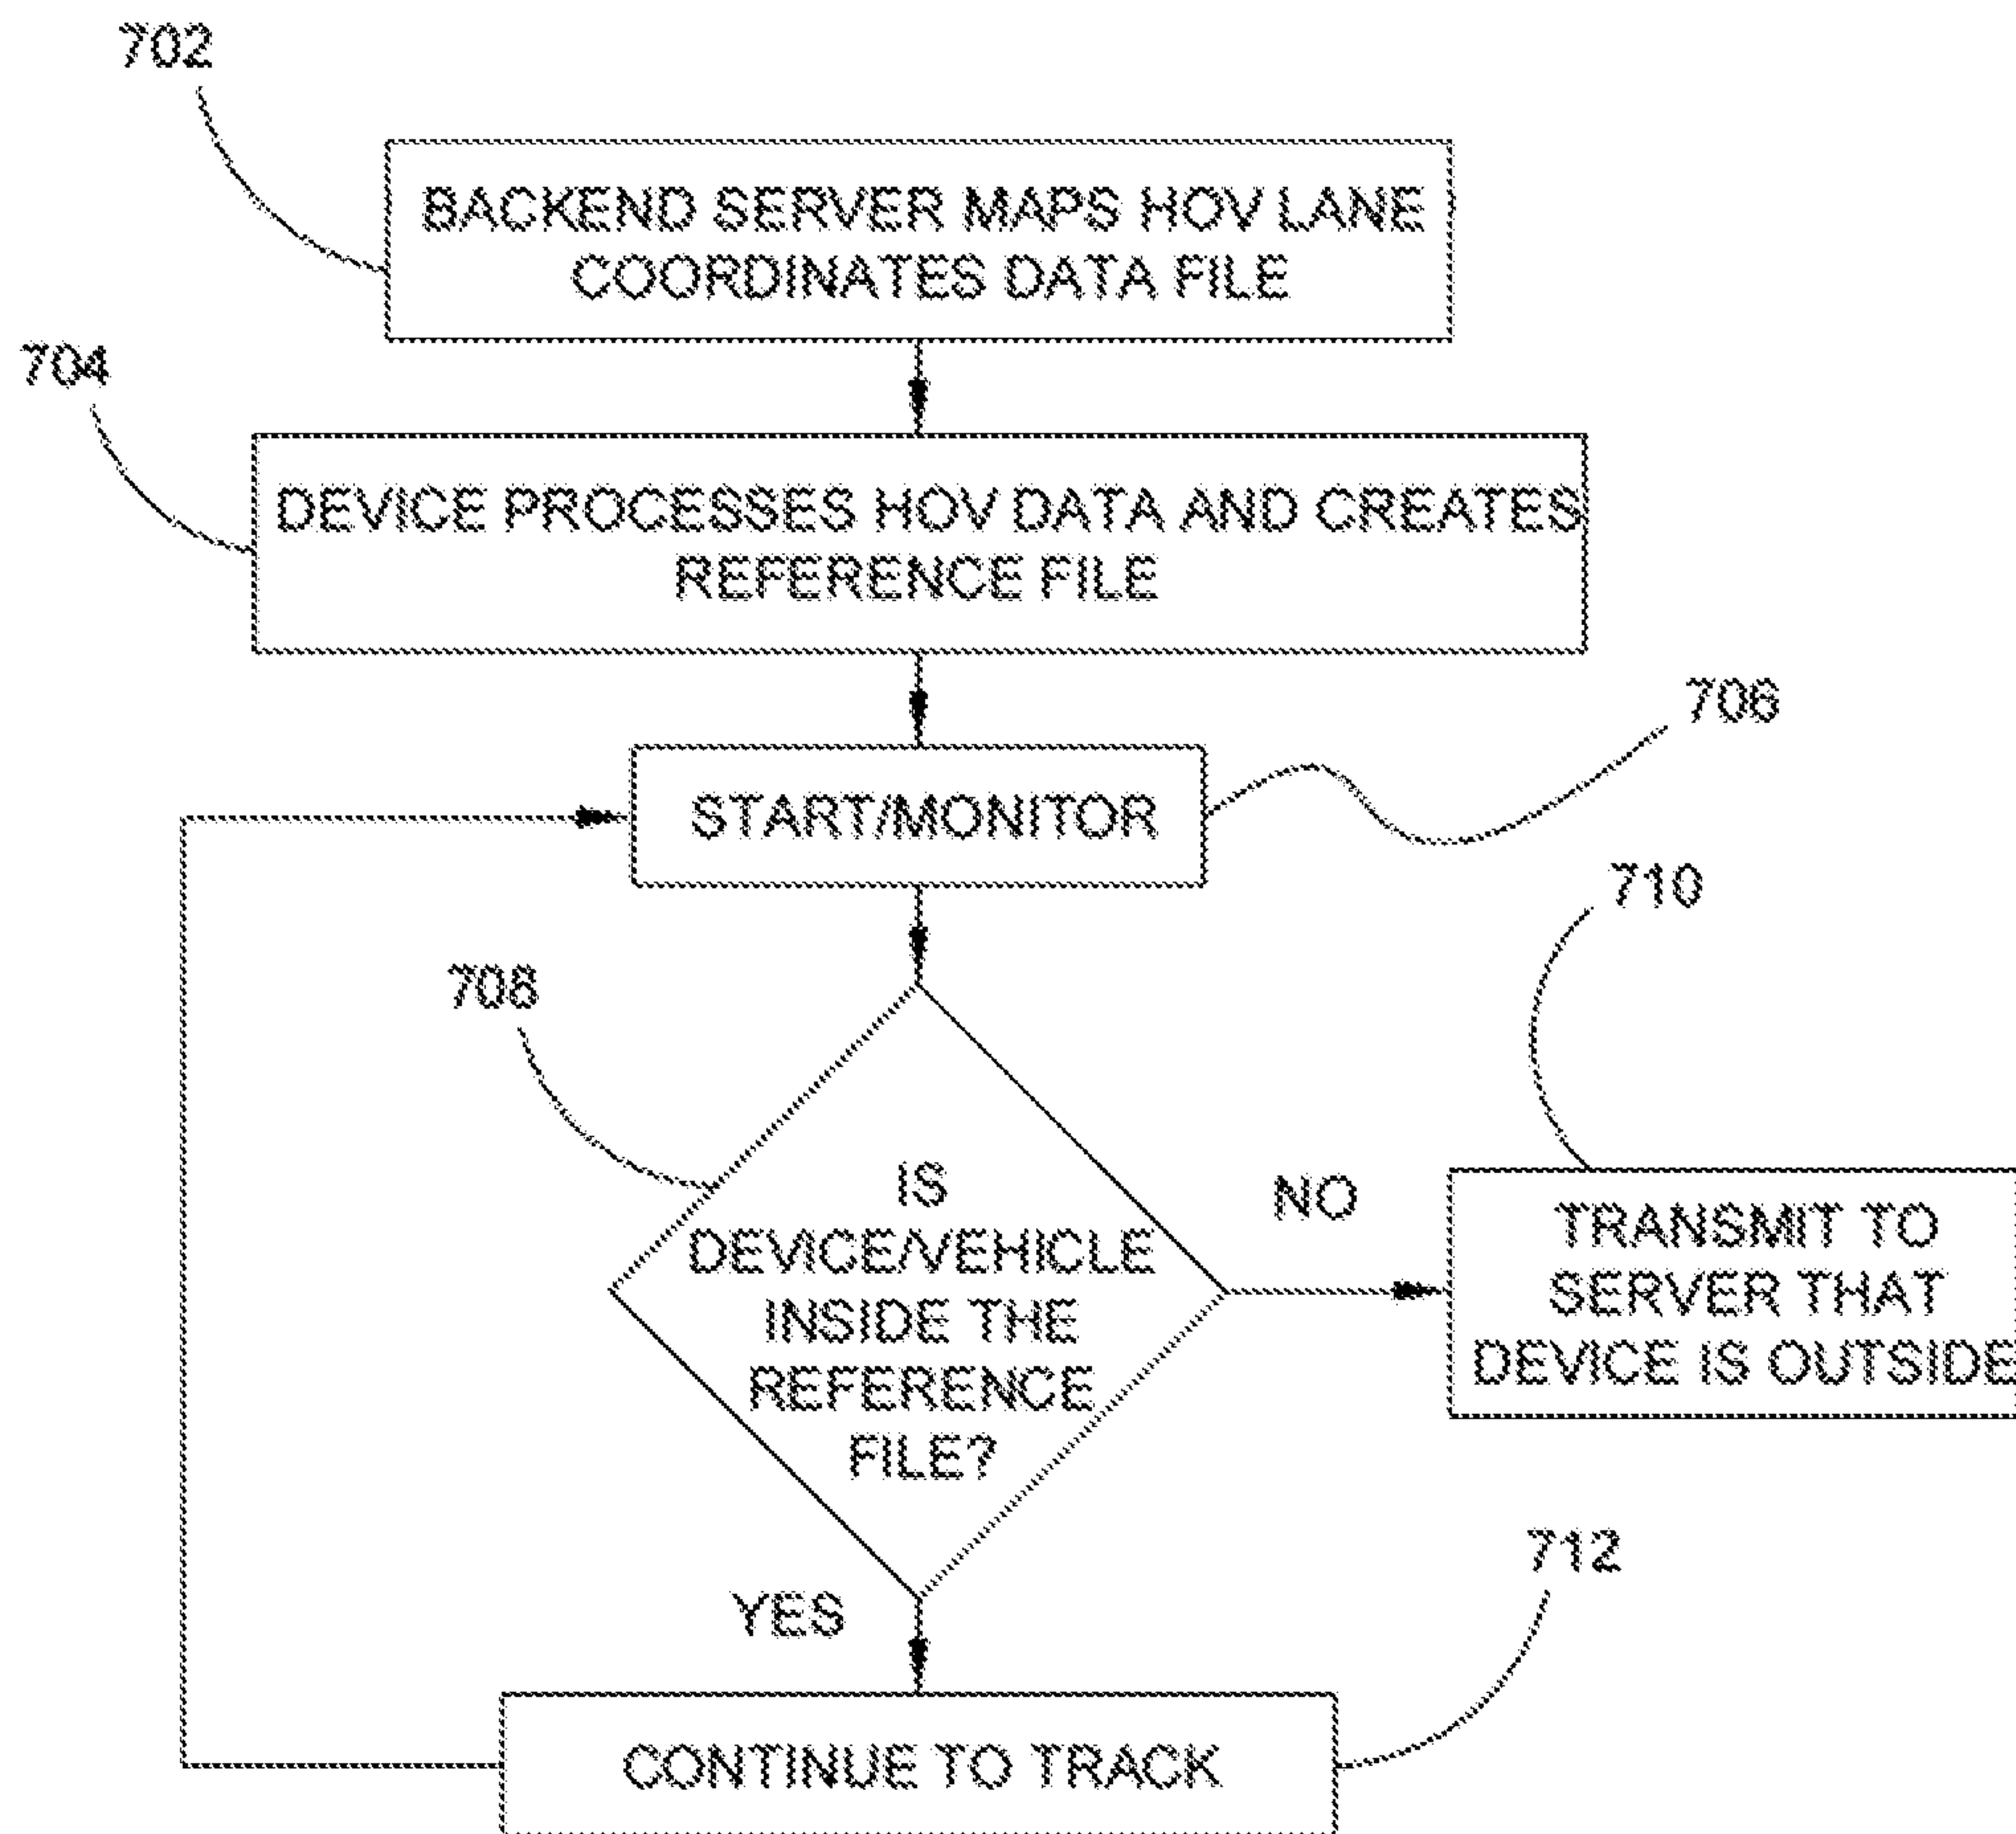 702
BACKEND SERVER MAPS HOV LANE
COORDINATES DATA FILE
704
DEVICE PROCESSES HOV DATA AND CREATES
REFERENCE FILE
706
START/MONITOR
710
708
IS
DEVICE/VEHICLE
INSIDE THE
REFERENCE
FILE?
NO
TRANSMIT TO
SERVER THAT
DEVICE IS OUTSIDE
712
YES
CONTINUE TO TRACK